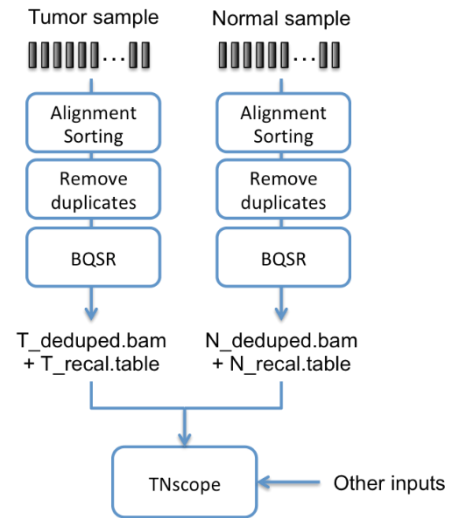 Tumor sample
Normal sample
...
...
Alignment
Sorting
Alignment
Sorting
Remove
duplicates
Remove
duplicates
BQSR
BQSR
T_deduped.bam
+ T_recal.table
N_deduped.bam
+ N_recal.table
TNscope
Other inputs